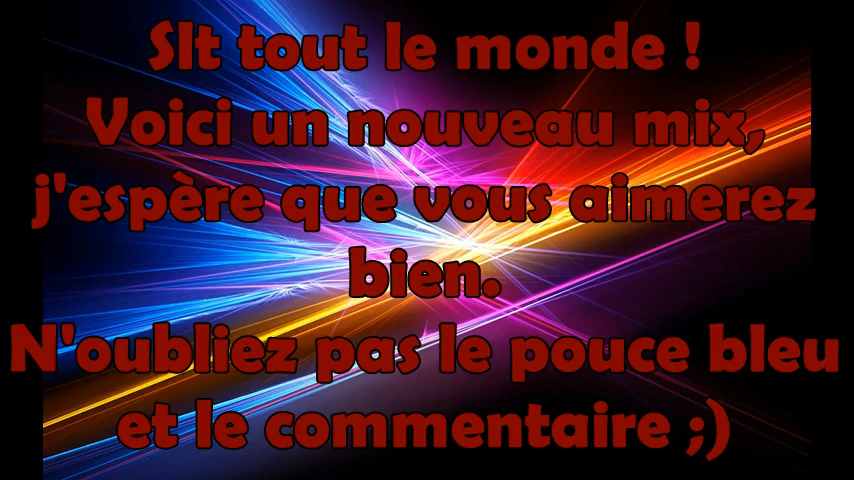 Slt tout le monde !
Voici un nouveau mix,
j'espère que vous aimerez
bien.
N'oubliez pas le pouce bleu
et le commentaire ;)